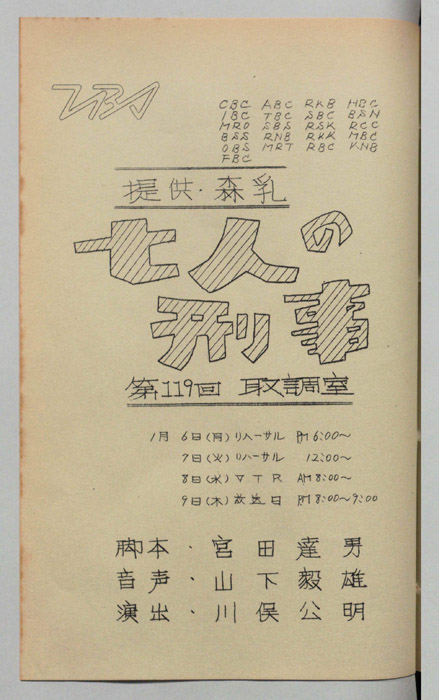 TBS
CBC ABC RKB HBC
IBC TBC SBC BSN
MRO SBS RSK RCC
BSS RNB RKK MBC
OBS MRT RBC KNB
FBC
提供・森乳
七人の
刑事
第119回 取調室
1月 6日(月) リハーサル PM 6:00～
7日(火) リハーサル 12:00～
8日(水) V T R AM 8:00～
9日(木) 放送日 PM 8:00～9:00
脚本・宮田達男
音声・山下毅雄
演出・川俣公明